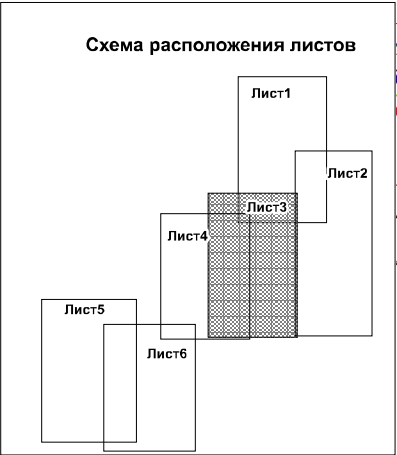 Схема расположения листов
Лист1
Лист2
Лист3
Лист4
Лист5
Лист6